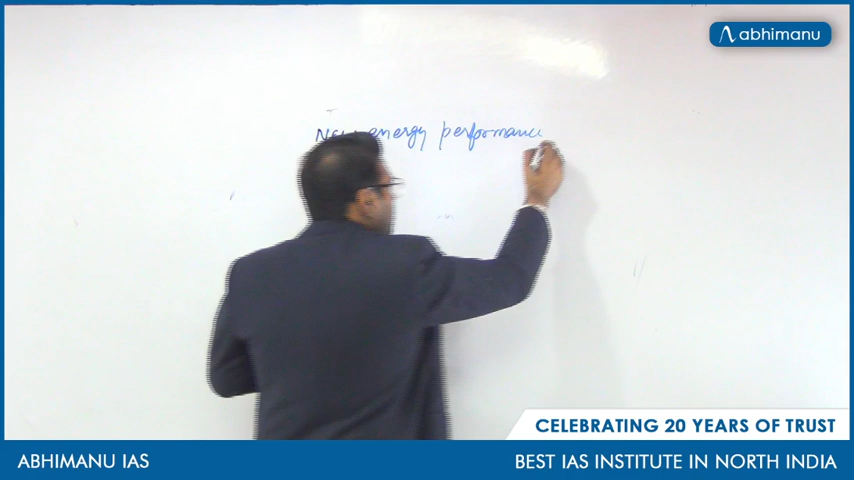 abhimanu
New energy performance
CELEBRATING 20 YEARS OF TRUST
ABHIMANU IAS
BEST IAS INSTITUTE IN NORTH INDIA